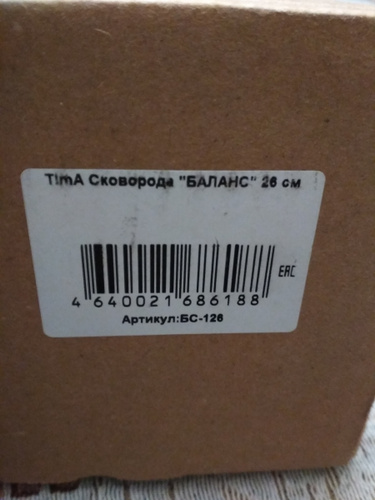 TimA Сковорода "БАЛАНС" 26 см
EAC
4 640021 686188
Артикул:БС-126